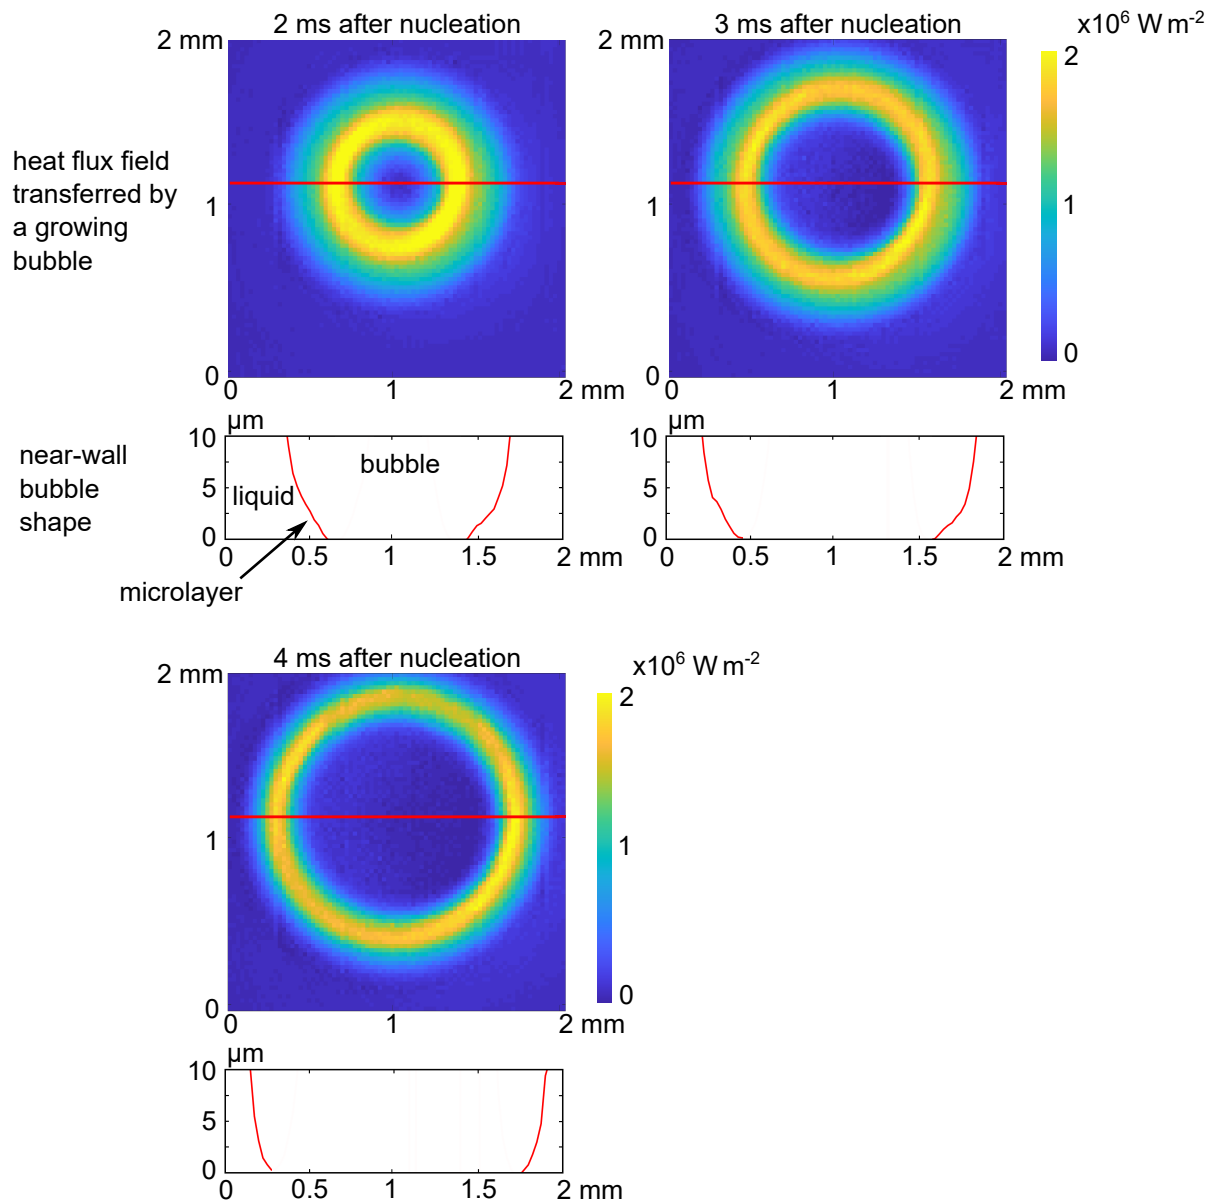 2 ms after nucleation
3 ms after nucleation
x10⁶ W m⁻²
2 mm
1
0
0 1 2 mm
2 mm
1
0
0 1 2 mm
2
1
0
heat flux field
transferred by
a growing
bubble
near-wall
bubble
shape
µm
10
5
0
0 0.5 1 1.5 2 mm
bubble
liquid
microlayer
µm
10
5
0
0 0.5 1 1.5 2 mm
4 ms after nucleation
x10⁶ W m⁻²
2 mm
1
0
0 1 2 mm
2
1
0
µm
10
5
0
0 0.5 1 1.5 2 mm